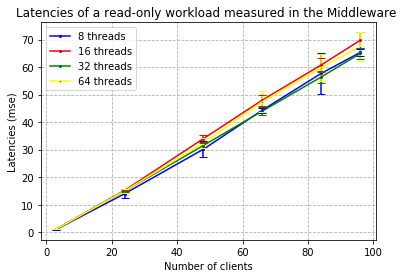 Latencies of a read-only workload measured in the Middleware
8 threads
16 threads
32 threads
64 threads
Latencies (mse)
70
60
50
40
30
20
10
0
0 20 40 60 80 100
Number of clients